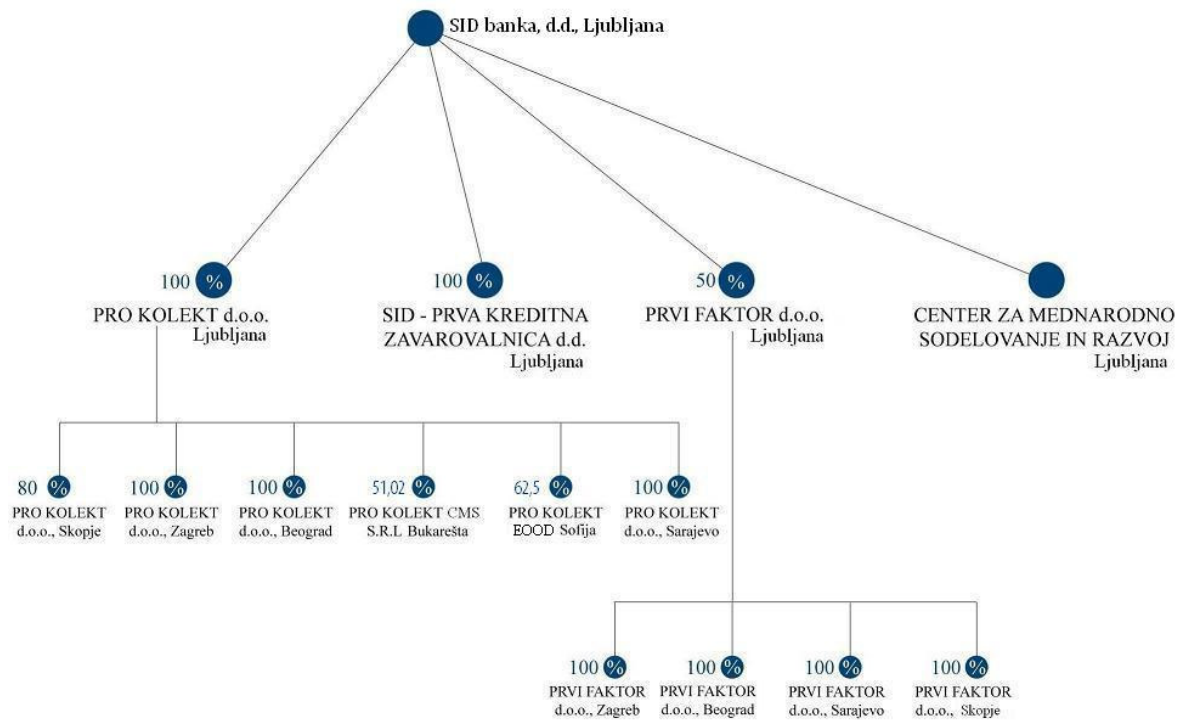 SID banka, d.d., Ljubljana
100 %
PRO KOLEKT d.o.o.
Ljubljana
100 %
SID - PRVA KREDITNA
ZAVAROVALNICA d.d.
Ljubljana
50 %
PRVI FAKTOR d.o.o.
Ljubljana
CENTER ZA MEDNARODNO
SODELOVANJE IN RAZVOJ
Ljubljana
80 %
PRO KOLEKT
d.o.o., Skopje
100 %
PRO KOLEKT
d.o.o., Zagreb
100 %
PRO KOLEKT
d.o.o., Beograd
51,02 %
PRO KOLEKT CMS
S.R.L Bukarešta
62,5 %
PRO KOLEKT
EOOD Sofija
100 %
PRO KOLEKT
d.o.o., Sarajevo
100 %
PRVI FAKTOR
d.o.o., Zagreb
100 %
PRVI FAKTOR
d.o.o., Beograd
100 %
PRVI FAKTOR
d.o.o., Sarajevo
100 %
PRVI FAKTOR
d.o.o., Skopje